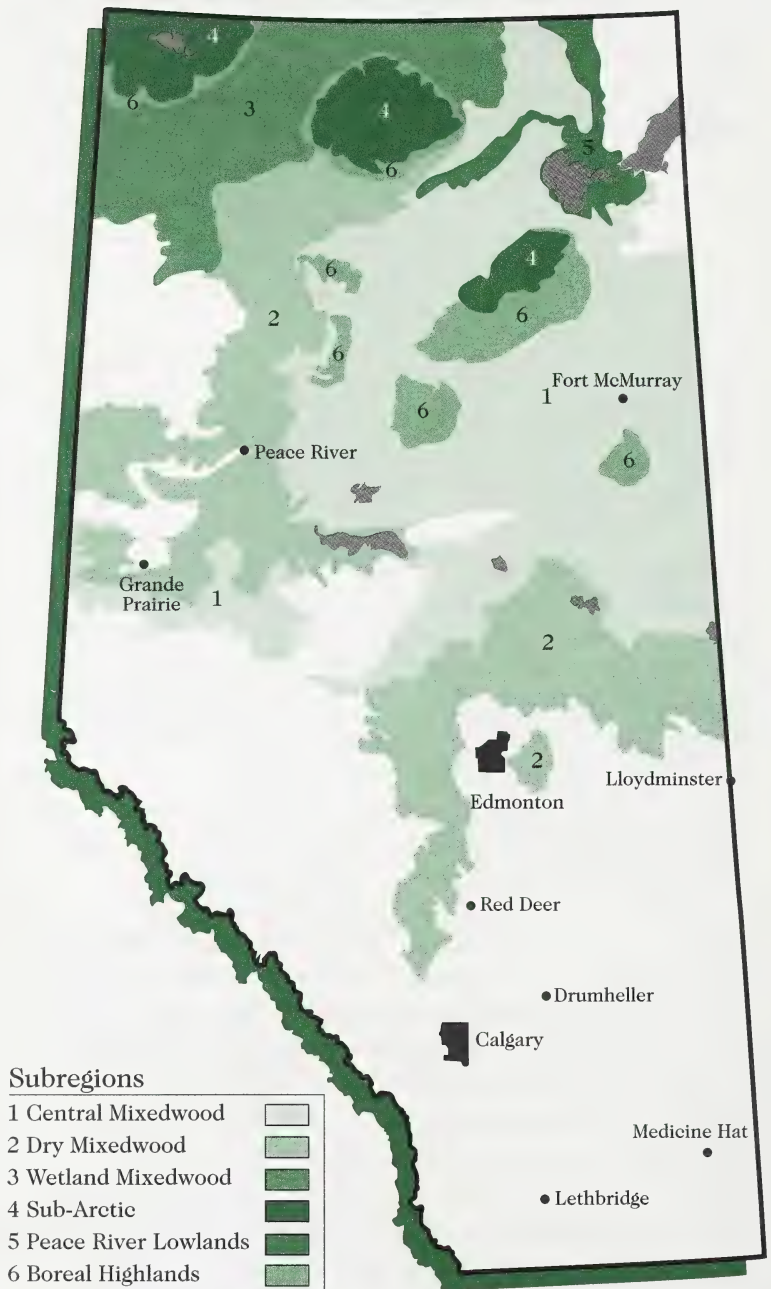 4
6
3
4
6
5
4
6
6
2
6
6
1
Fort McMurray
6
Peace River
Grande
Prairie
1
2
2
Edmonton
Lloydminster
Red Deer
Drumheller
Calgary
Medicine Hat
Lethbridge
Subregions
1 Central Mixedwood
2 Dry Mixedwood
3 Wetland Mixedwood
4 Sub-Arctic
5 Peace River Lowlands
6 Boreal Highlands